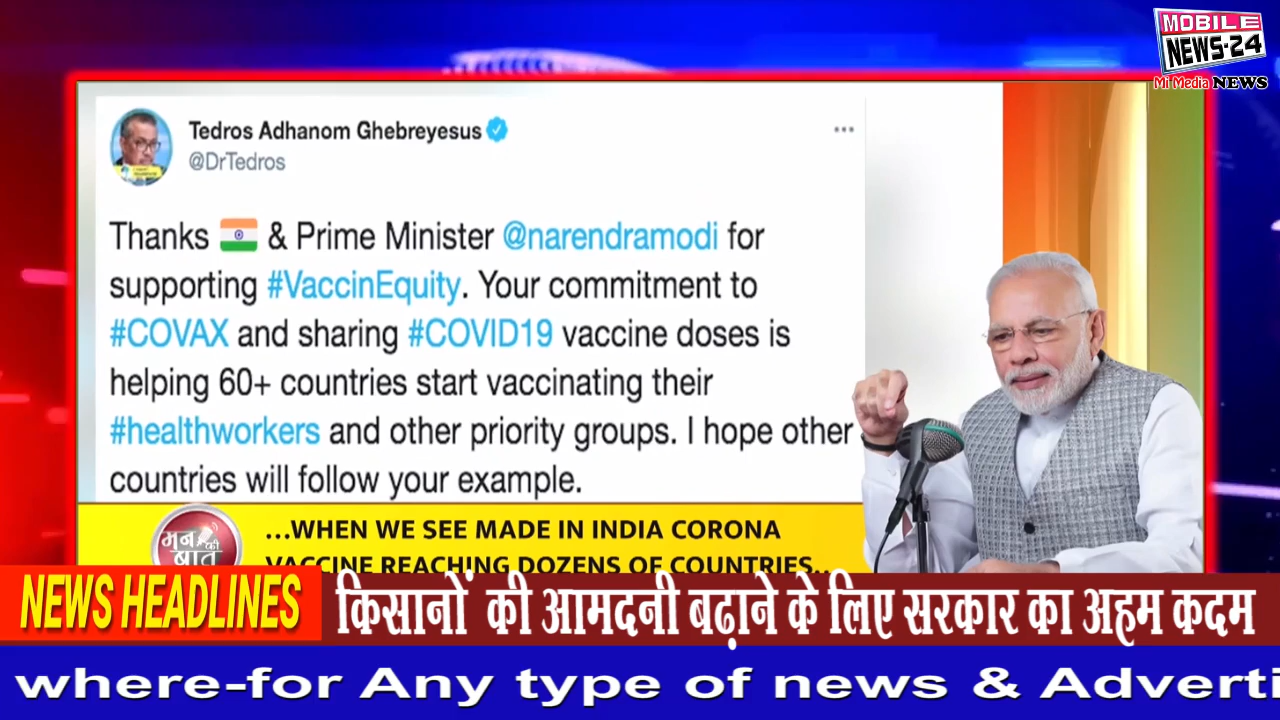 MOBILE
NEWS-24
Mi Media NEWS
Tedros Adhanom Ghebreyesus
@DrTedros
Thanks & Prime Minister @narendramodi for
supporting #VaccinEquity. Your commitment to
#COVAX and sharing #COVID19 vaccine doses is
helping 60+ countries start vaccinating their
#healthworkers and other priority groups. I hope other
countries will follow your example.
मन की
बात
...WHEN WE SEE MADE IN INDIA CORONA
VACCINE REACHING DOZENS OF COUNTRIES..
NEWS HEADLINES
किसानों की आमदनी बढ़ाने के लिए सरकार का अहम कदम
where-for Any type of news & Adverti